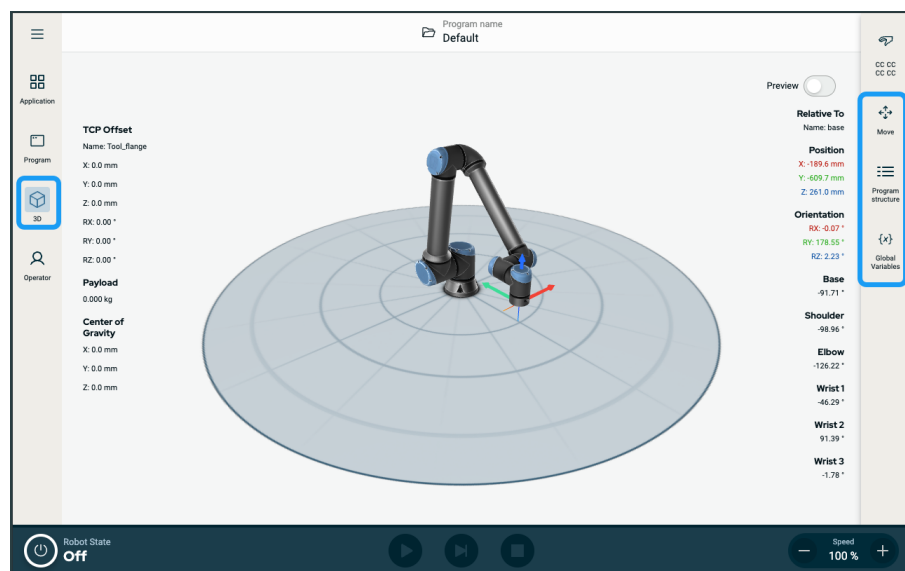 Program name
Default
CC CC
CC CC
Application
Preview
Move
TCP Offset
Name: Tool_flange
X: 0.0 mm
Y: 0.0 mm
Z: 0.0 mm
RX: 0.00 °
RY: 0.00 °
RZ: 0.00 °
Payload
0.000 kg
Center of
Gravity
X: 0.0 mm
Y: 0.0 mm
Z: 0.0 mm
Program
3D
Operator
Relative To
Name: base
Position
X: -189.6 mm
Y: -609.7 mm
Z: 261.0 mm
Orientation
RX: -0.07 °
RY: 178.55 °
RZ: 2.23 °
Base
-91.71 °
Shoulder
-98.96 °
Elbow
-126.22 °
Wrist 1
-46.29 °
Wrist 2
91.39 °
Wrist 3
-1.78 °
Program
structure
{x}
Global
Variables
Robot State
Off
Speed
100 %